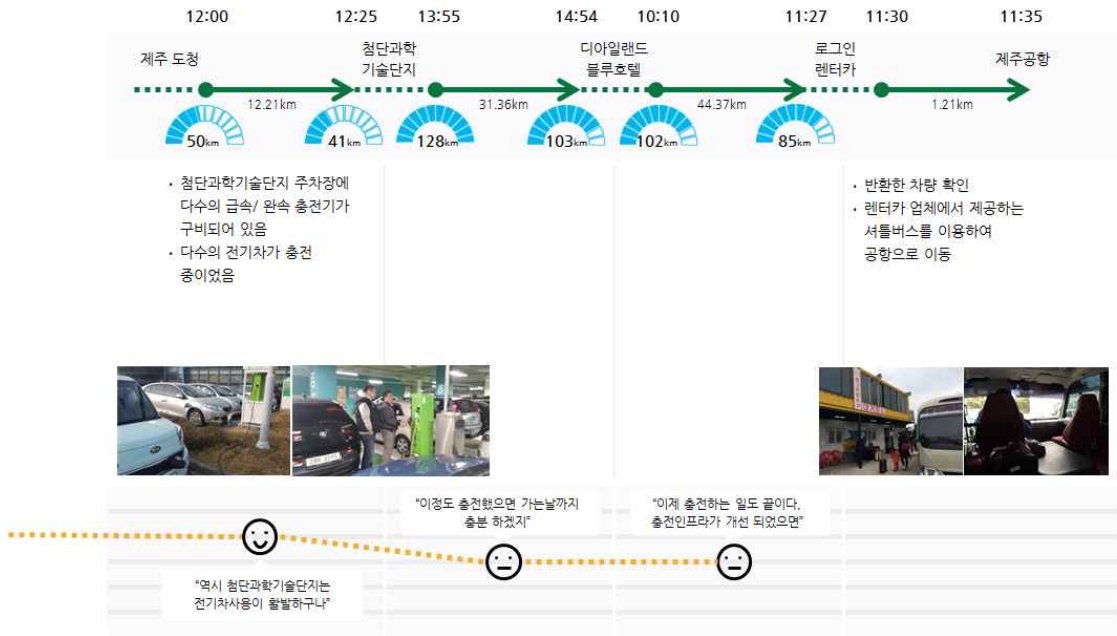 12:00
12:25
13:55
14:54
10:10
11:27
11:30
11:35
제주 도청
첨단과학
기술단지
디아일랜드
블루호텔
로그인
렌터카
제주공항
12.21km
31.36km
44.37km
1.21km
50km
41km
128km
103km
102km
85km
· 첨단과학기술단지 주차장에
다수의 급속/ 완속 충전기가
구비되어 있음
· 다수의 전기차가 충전
중이었음
· 반환한 차량 확인
· 렌터카 업체에서 제공하는
셔틀버스를 이용하여
공항으로 이동
“이정도 충전했으면 가는날까지
충분 하겠지”
“이제 충전하는 일도 끝이다,
충전인프라가 개선 되었으면”
“역시 첨단과학기술단지는
전기차사용이 활발하구나”